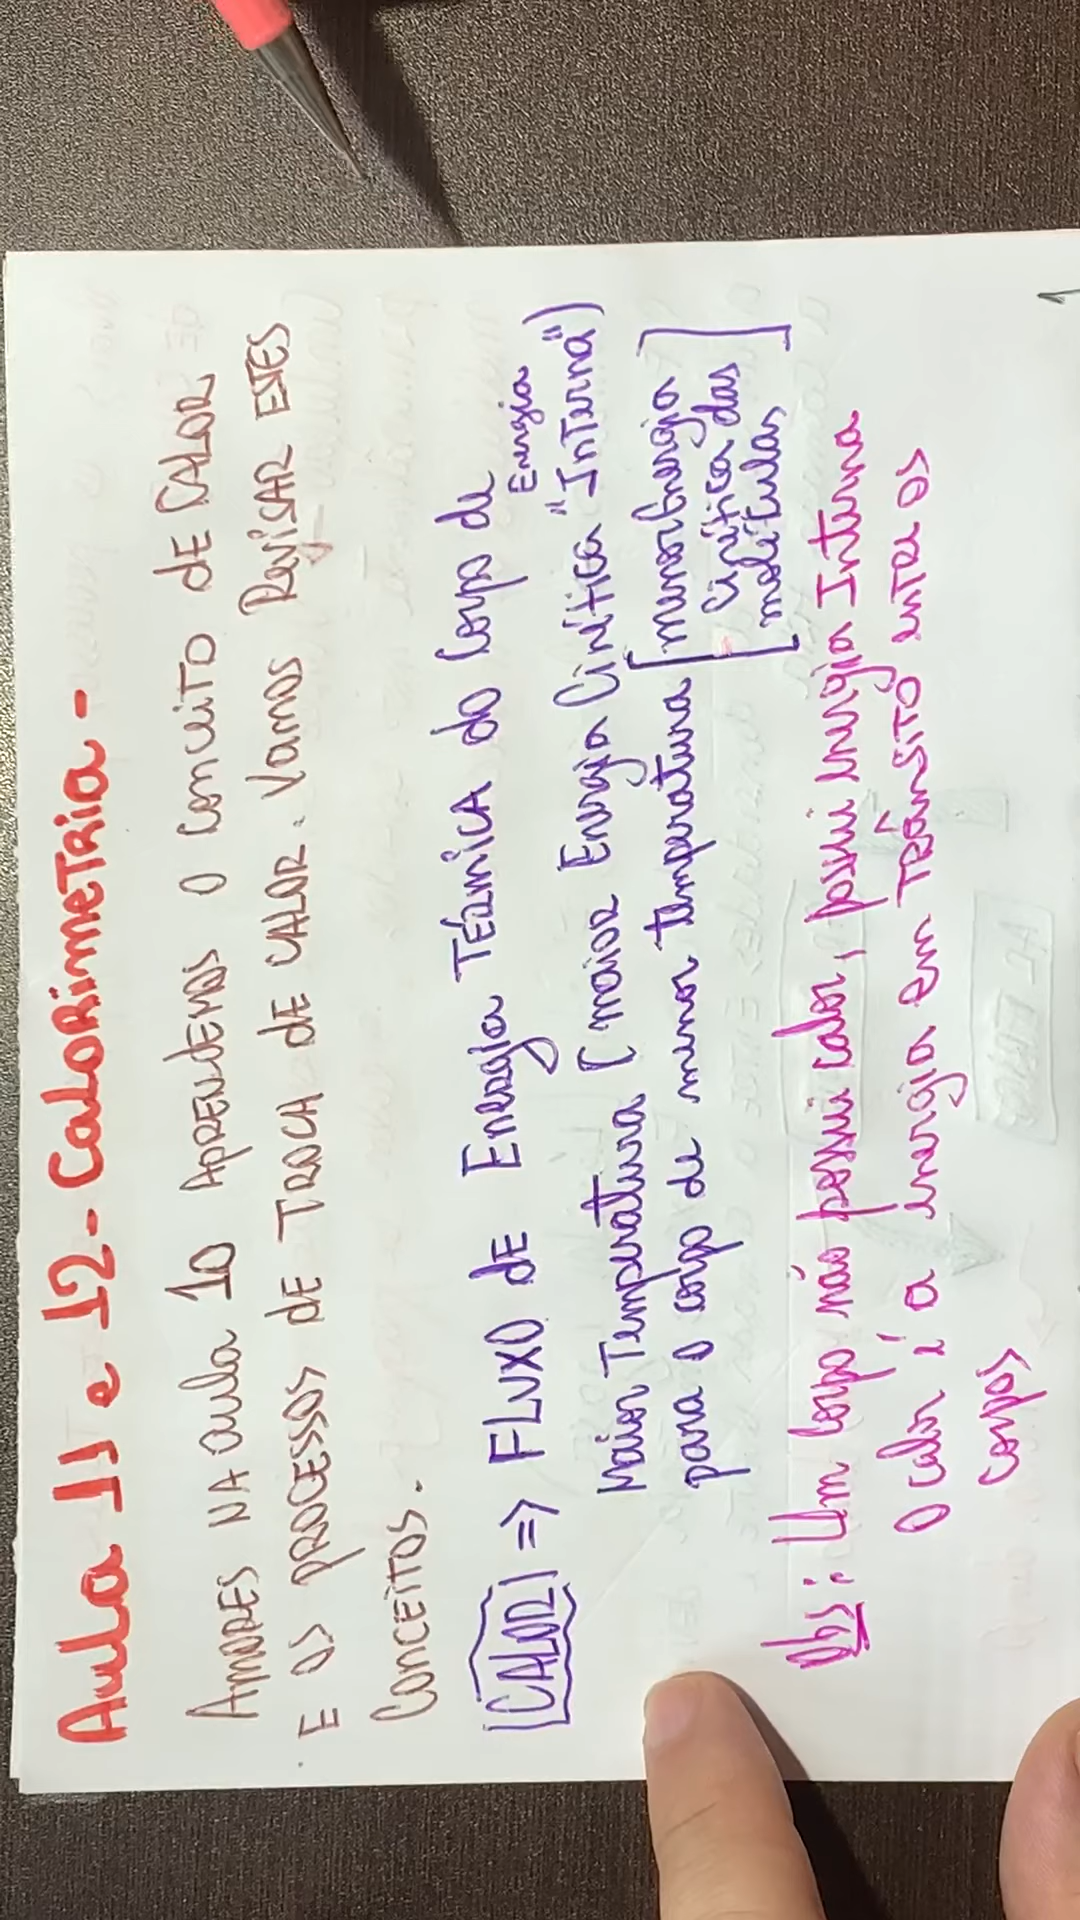 Aula 11 e 12 - CaLORimeTRia -
AMORES NA aula 10 APRENDEMOS O ConceiTO dE CALOR
E OS PROCESSOS dE TROCA dE CALOR. Vamos RevisAR ESTES
ConcEITOS.
CALOR => FLUXO dE Energia TÉRmicA do Corpo de
Maior Temperatura (maior Energia Cinética "InTerna")
Energia
para o corpo de menor temperatura [menor Energia
Cinética das
moléculas]
Obs: Um corpo não possui calor, possui energia Interna
O calor é a energia em TRÂnsiTO enTRe os
corpos
1